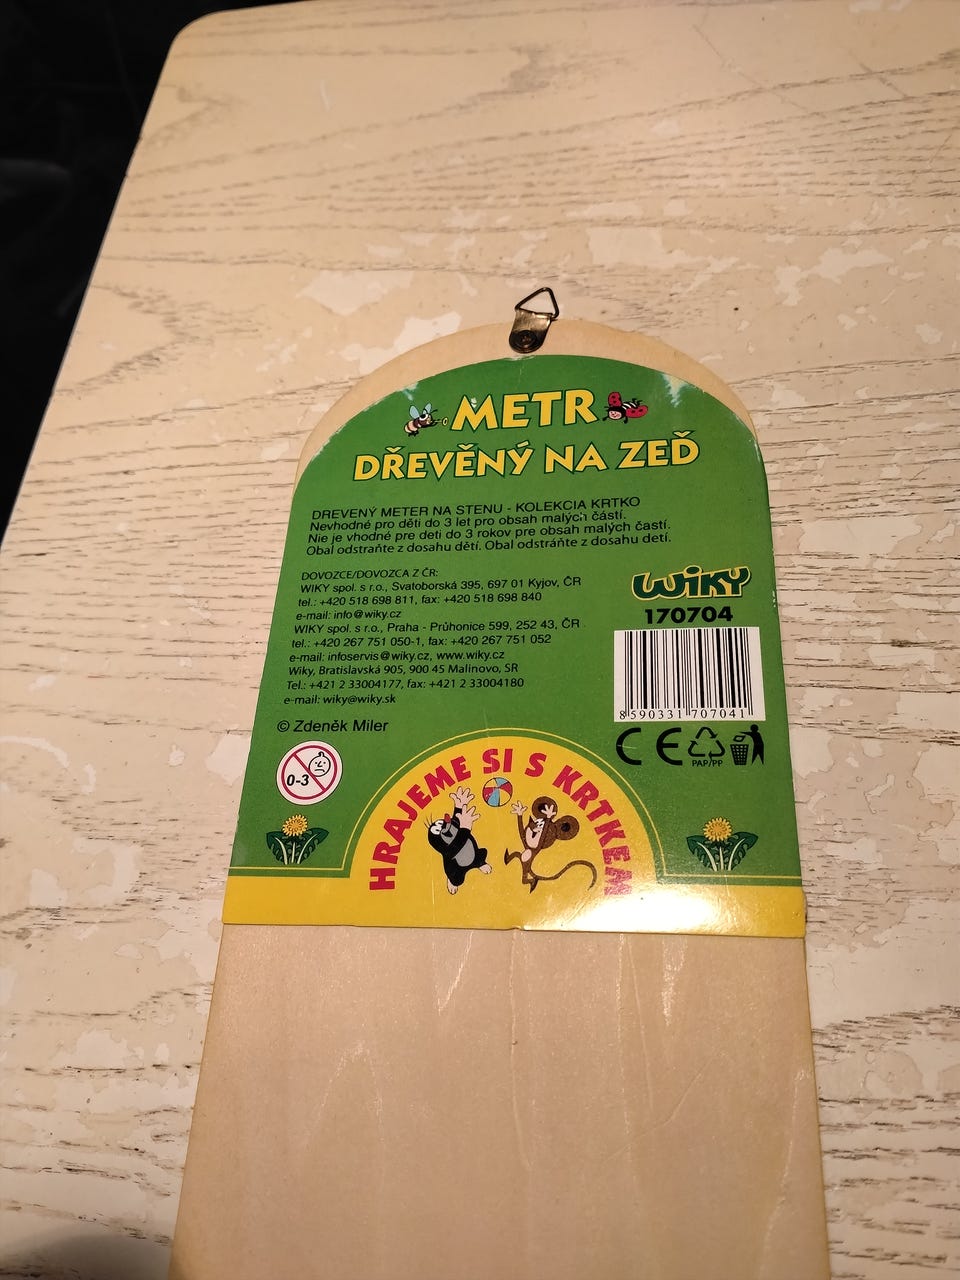 METR
DŘEVĚNÝ NA ZEĎ
DREVENÝ METER NA STENU - KOLEKCIA KRTKO
Nevhodné pro děti do 3 let pro obsah malých částí.
Nie je vhodné pre deti do 3 rokov pre obsah malých častí.
Obal odstraňte z dosahu dětí. Obal odstráňte z dosahu detí.
DOVOZCE/DOVOZCA Z ČR:
WIKY spol. s r.o., Svatoborská 395, 697 01 Kyjov, ČR
tel.: +420 518 698 811, fax: +420 518 698 840
e-mail: info@wiky.cz
WIKY spol. s r.o., Praha - Průhonice 599, 252 43, ČR
tel.: +420 267 751 050-1, fax: +420 267 751 052
e-mail: infoservis@wiky.cz, www.wiky.cz
Wiky, Bratislavská 905, 900 45 Malinovo, SR
Tel.: +421 2 33004177, fax: +421 2 33004180
e-mail: wiky@wiky.sk
© Zdeněk Miler
WIKY
170704
8 590331 707041
CE
PAP/PP
0-3
HRAJEME SI S KRTKEM